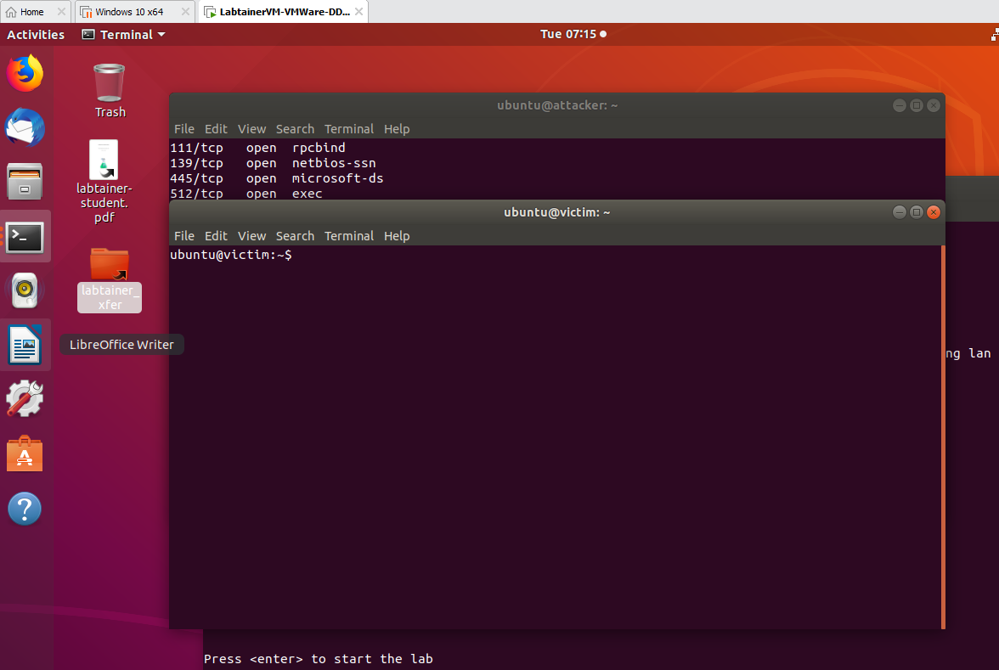 Home
Windows 10 x64
LabtainerVM-VMWare-DD...
Activities
Terminal
Tue 07:15
Trash
labtainer-
student.
pdf
labtainer_
xfer
LibreOffice Writer
ubuntu@attacker: ~
File Edit View Search Terminal Help
111/tcp open rpcbind
139/tcp open netbios-ssn
445/tcp open microsoft-ds
512/tcp open exec
ubuntu@victim: ~
File Edit View Search Terminal Help
ubuntu@victim:~$
ng lan
Press <enter> to start the lab